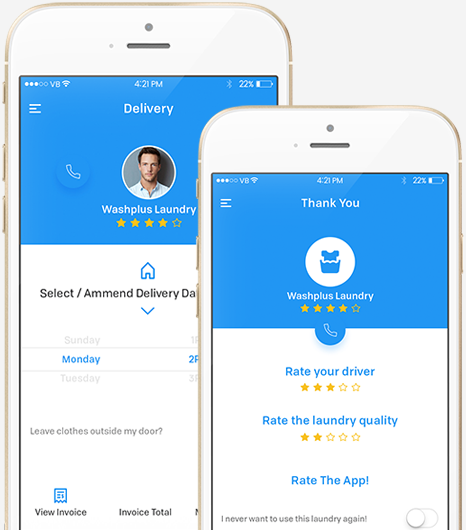 VB 4:21 PM 22%
Delivery
Washplus Laundry
Select / Ammend Delivery Da
Sunday 1P
Monday 2P
Tuesday 3P
Leave clothes outside my door?
View Invoice Invoice Total
VB 4:21 PM 22%
Thank You
Washplus Laundry
Rate your driver
Rate the laundry quality
Rate The App!
I never want to use this laundry again!